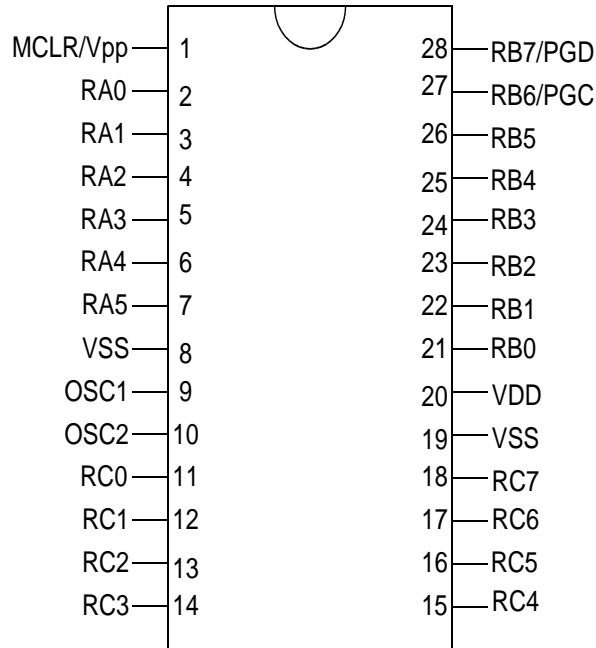 MCLR/Vpp 1 28 RB7/PGD
RA0 2 27 RB6/PGC
RA1 3 26 RB5
RA2 4 25 RB4
RA3 5 24 RB3
RA4 6 23 RB2
RA5 7 22 RB1
VSS 8 21 RB0
OSC1 9 20 VDD
OSC2 10 19 VSS
RC0 11 18 RC7
RC1 12 17 RC6
RC2 13 16 RC5
RC3 14 15 RC4